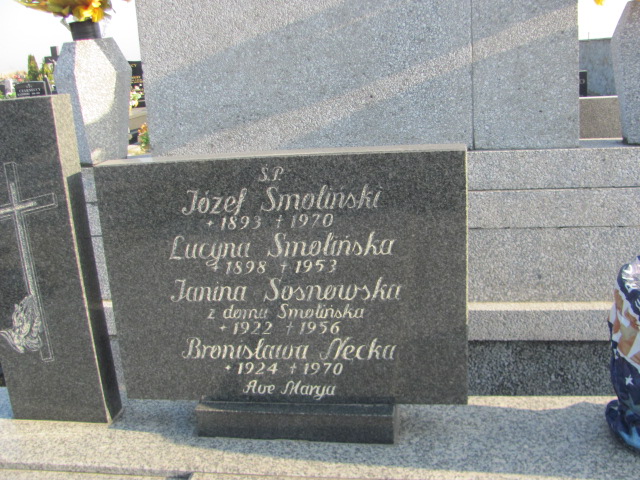 Ś.P.
Józef Smoliński
* 1893 † 1970
Lucyna Smolińska
* 1898 † 1953
Janina Sosnowska
z domu Smolińska
* 1922 † 1956
Bronisława Nęcka
* 1924 † 1970
Ave Marya